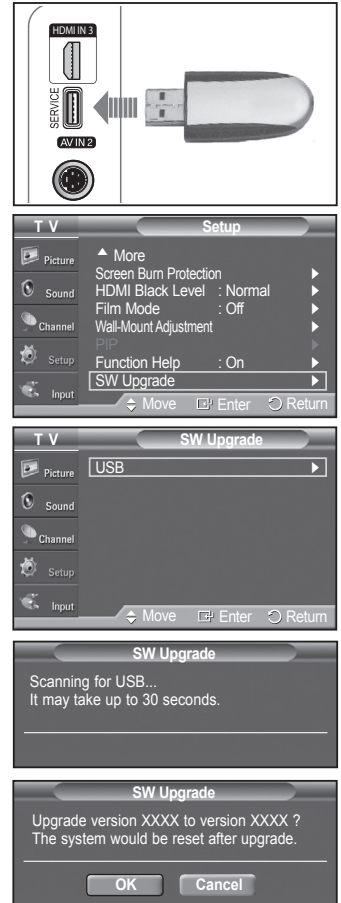 HDMI IN 3
SERVICE
AV IN 2
T V
Setup
Picture
Sound
Channel
Setup
Input
▲ More
Screen Burn Protection
HDMI Black Level : Normal
Film Mode : Off
Wall-Mount Adjustment
PIP
Function Help : On
SW Upgrade
Move Enter Return
T V
SW Upgrade
Picture
Sound
Channel
Setup
Input
USB
Move Enter Return
SW Upgrade
Scanning for USB...
It may take up to 30 seconds.
SW Upgrade
Upgrade version XXXX to version XXXX ?
The system would be reset after upgrade.
OK Cancel